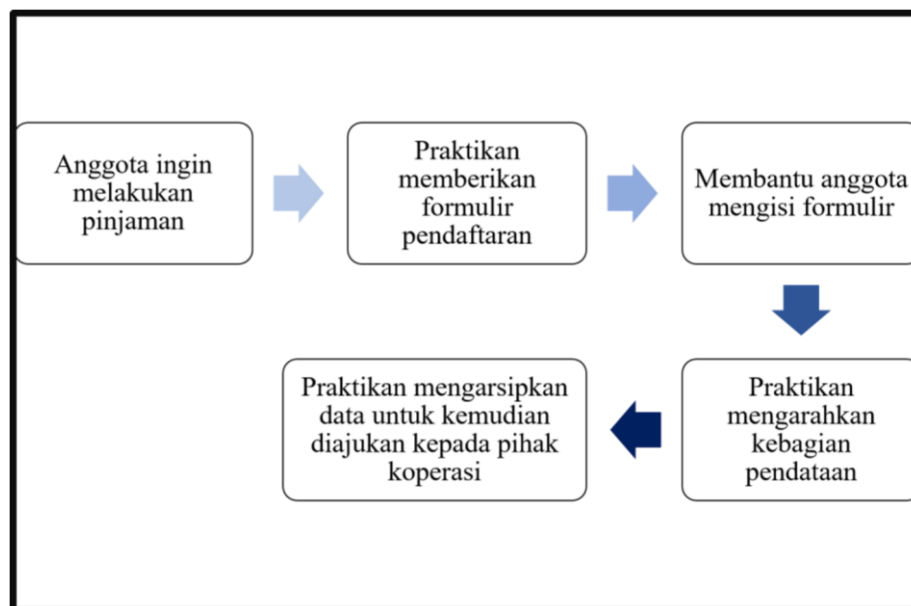 Anggota ingin
melakukan
pinjaman
Praktikan
memberikan
formulir
pendaftaran
Membantu anggota
mengisi formulir
Praktikan
mengarahkan
kebagian
pendataan
Praktikan mengarsipkan
data untuk kemudian
diajukan kepada pihak
koperasi